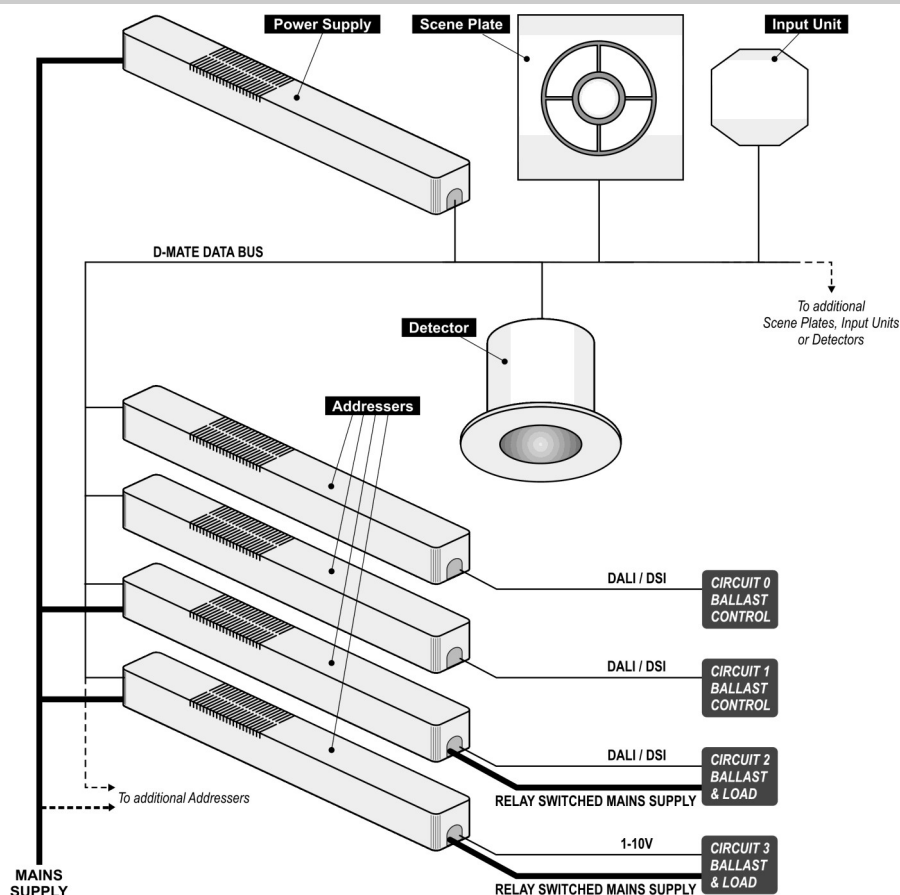 Power Supply
Scene Plate
Input Unit
D-MATE DATA BUS
To additional
Scene Plates, Input Units
or Detectors
Detector
Addressers
DALI / DSI
CIRCUIT 0
BALLAST
CONTROL
DALI / DSI
CIRCUIT 1
BALLAST
CONTROL
DALI / DSI
CIRCUIT 2
BALLAST
& LOAD
RELAY SWITCHED MAINS SUPPLY
To additional Addressers
1-10V
CIRCUIT 3
BALLAST
& LOAD
RELAY SWITCHED MAINS SUPPLY
MAINS
SUPPLY